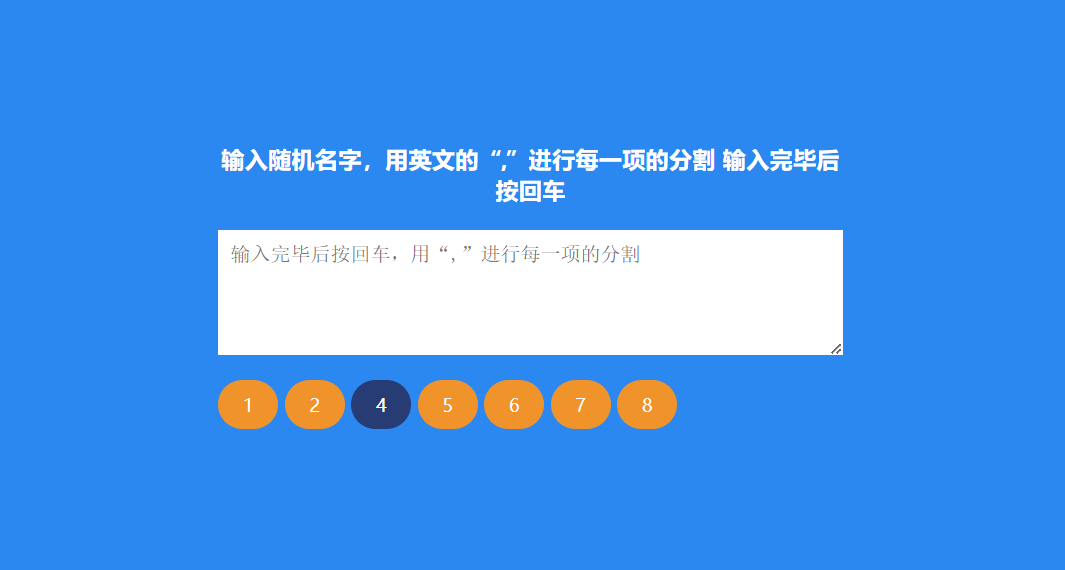 输入随机名字，用英文的“,”进行每一项的分割 输入完毕后
按回车
输入完毕后按回车，用“,”进行每一项的分割
1 2 4 5 6 7 8